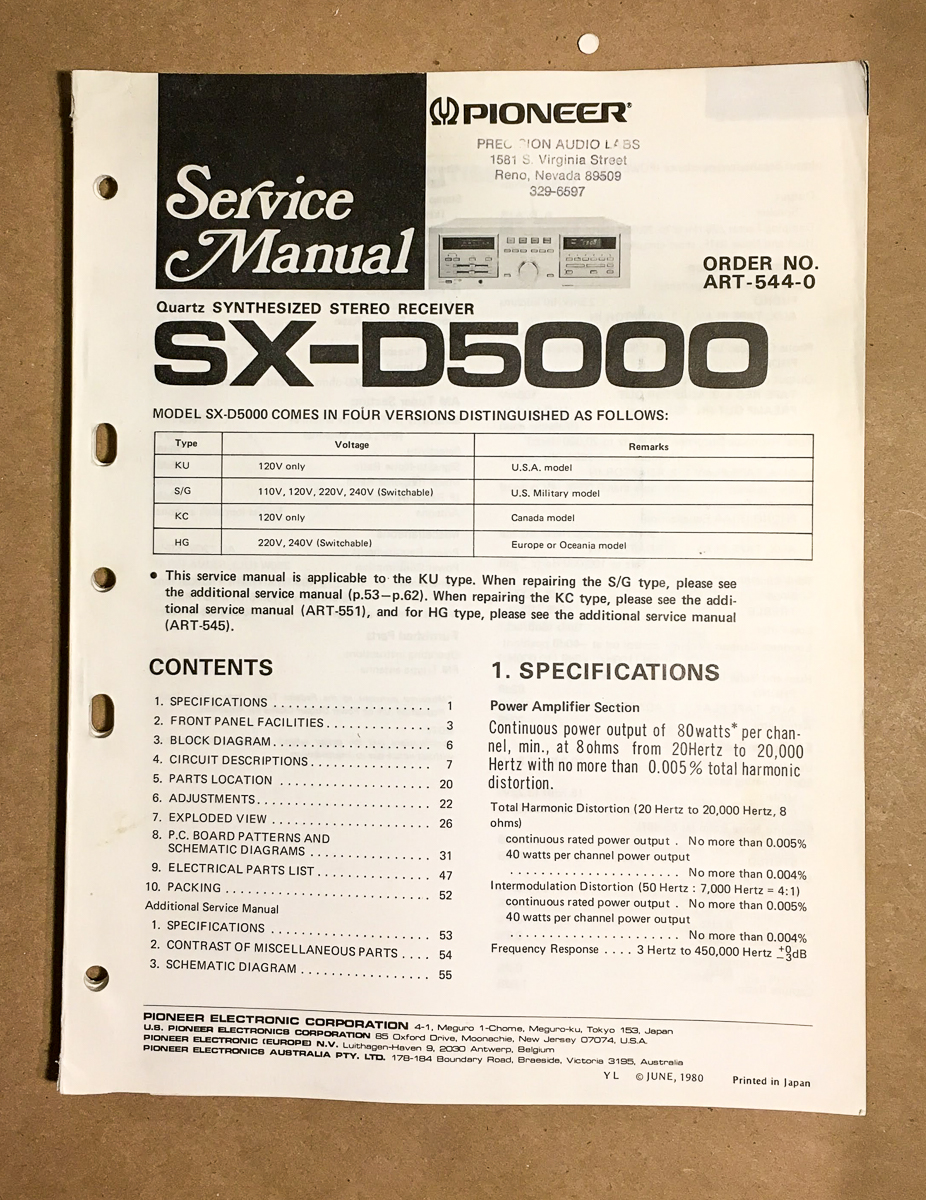 Service
Manual
PIONEER®
AUDIO
1581 S. Virginia Street
Reno, Nevada 89509
329-6597
ORDER NO.
ART-544-0
Quartz SYNTHESIZED STEREO RECEIVER
SX-D5000
MODEL SX-D5000 COMES IN FOUR VERSIONS DISTINGUISHED AS FOLLOWS:
Type Voltage Remarks
KU 120V only U.S.A. model
S/G 110V, 120V, 220V, 240V (Switchable) U.S. Military model
KC 120V only Canada model
HG 220V, 240V (Switchable) Europe or Oceania model
• This service manual is applicable to the KU type. When repairing the S/G type, please see
the additional service manual (p.53–p.62). When repairing the KC type, please see the addi-
tional service manual (ART-551), and for HG type, please see the additional service manual
(ART-545).
CONTENTS
1. SPECIFICATIONS . . . . . . . . . . . . . . . . . . . . . . 1
2. FRONT PANEL FACILITIES . . . . . . . . . . . . . . . 3
3. BLOCK DIAGRAM . . . . . . . . . . . . . . . . . . . . . . 6
4. CIRCUIT DESCRIPTIONS . . . . . . . . . . . . . . . . . 7
5. PARTS LOCATION . . . . . . . . . . . . . . . . . . . . . 20
6. ADJUSTMENTS . . . . . . . . . . . . . . . . . . . . . . . . 22
7. EXPLODED VIEW . . . . . . . . . . . . . . . . . . . . . . 26
8. P.C. BOARD PATTERNS AND
SCHEMATIC DIAGRAMS . . . . . . . . . . . . . . . . . 31
9. ELECTRICAL PARTS LIST . . . . . . . . . . . . . . . . 47
10. PACKING . . . . . . . . . . . . . . . . . . . . . . . . . . . . 52
Additional Service Manual
1. SPECIFICATIONS . . . . . . . . . . . . . . . . . . . . . . 53
2. CONTRAST OF MISCELLANEOUS PARTS . . . . 54
3. SCHEMATIC DIAGRAM . . . . . . . . . . . . . . . . . . 55
1. SPECIFICATIONS
Power Amplifier Section
Continuous power output of 80watts* per chan-
nel, min., at 8ohms from 20Hertz to 20,000
Hertz with no more than 0.005% total harmonic
distortion.
Total Harmonic Distortion (20 Hertz to 20,000 Hertz, 8
ohms)
continuous rated power output . No more than 0.005%
40 watts per channel power output
. . . . . . . . . . . . . . . . . . . . . . . No more than 0.004%
Intermodulation Distortion (50 Hertz : 7,000 Hertz = 4:1)
continuous rated power output . No more than 0.005%
40 watts per channel power output
. . . . . . . . . . . . . . . . . . . . . . . No more than 0.004%
Frequency Response . . . . 3 Hertz to 450,000 Hertz +0 −3 dB
PIONEER ELECTRONIC CORPORATION 4-1, Meguro 1-Chome, Meguro-ku, Tokyo 153, Japan
U.S. PIONEER ELECTRONICS CORPORATION 85 Oxford Drive, Moonachie, New Jersey 07074, U.S.A.
PIONEER ELECTRONIC (EUROPE) N.V. Luithagen-Haven 9, 2030 Antwerp, Belgium
PIONEER ELECTRONICS AUSTRALIA PTY. LTD. 178-184 Boundary Road, Braeside, Victoria 3195, Australia
YL © JUNE, 1980 Printed in Japan